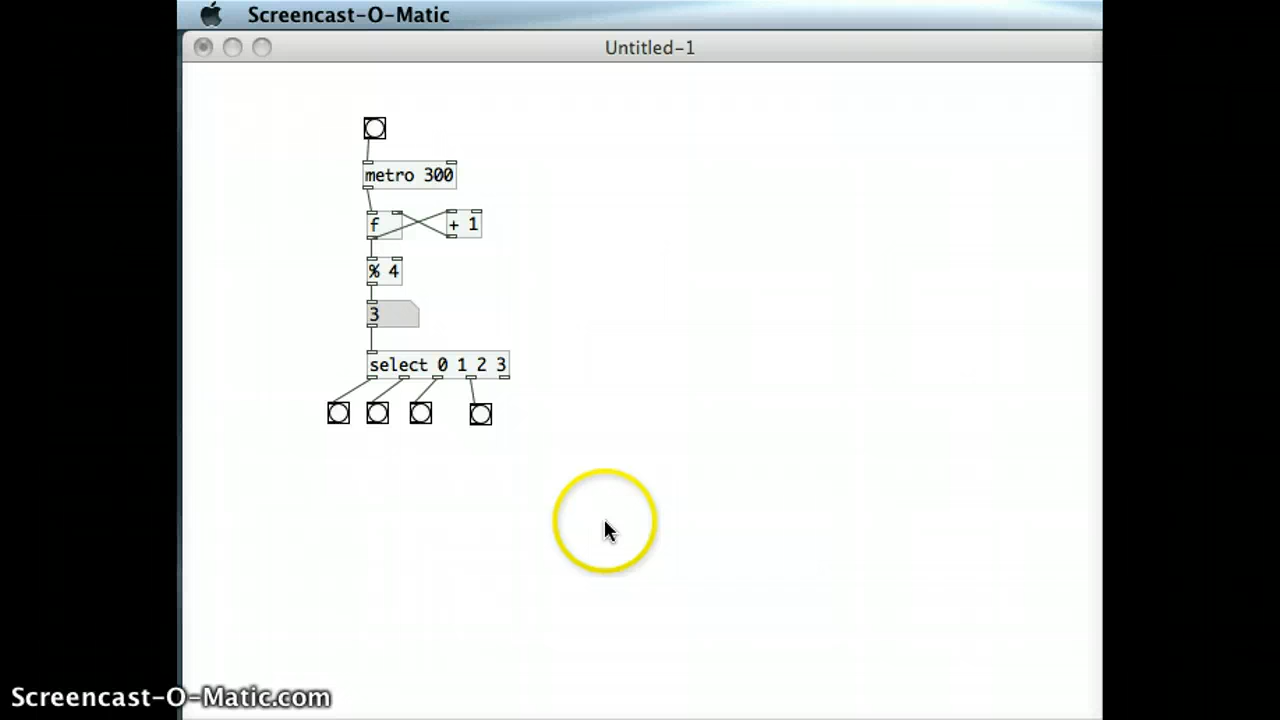 Screencast-O-Matic
Untitled-1
metro 300
f
+ 1
% 4
3
select 0 1 2 3
Screencast-O-Matic.com